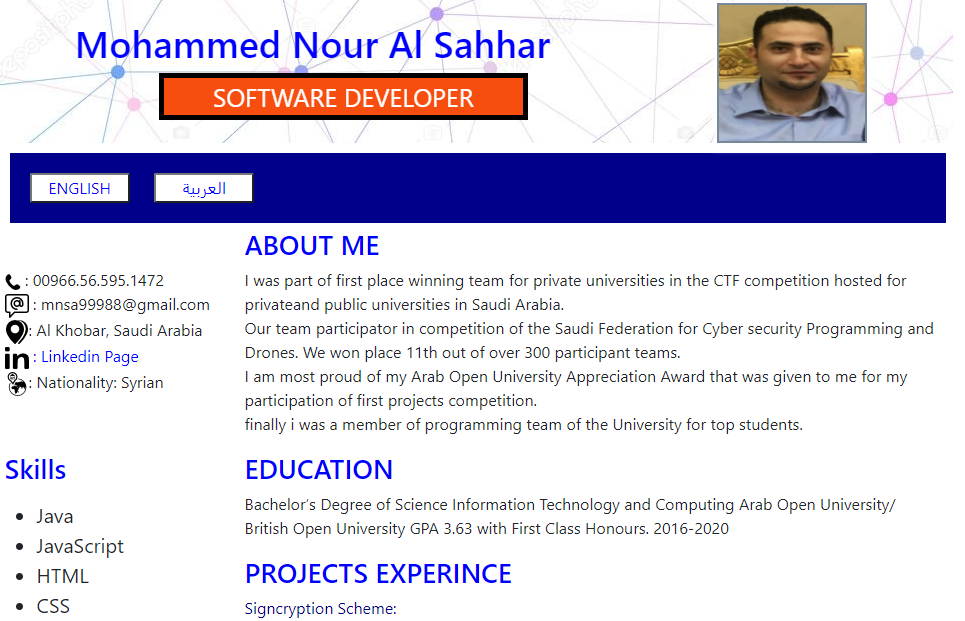 Mohammed Nour Al Sahhar
SOFTWARE DEVELOPER
ENGLISH
العربية
: 00966.56.595.1472
: mnsa99988@gmail.com
: Al Khobar, Saudi Arabia
: Linkedin Page
: Nationality: Syrian
Skills
Java
JavaScript
HTML
CSS
ABOUT ME
I was part of first place winning team for private universities in the CTF competition hosted for
privateand public universities in Saudi Arabia.
Our team participator in competition of the Saudi Federation for Cyber security Programming and
Drones. We won place 11th out of over 300 participant teams.
I am most proud of my Arab Open University Appreciation Award that was given to me for my
participation of first projects competition.
finally i was a member of programming team of the University for top students.
EDUCATION
Bachelor's Degree of Science Information Technology and Computing Arab Open University/
British Open University GPA 3.63 with First Class Honours. 2016-2020
PROJECTS EXPERINCE
Signcryption Scheme: